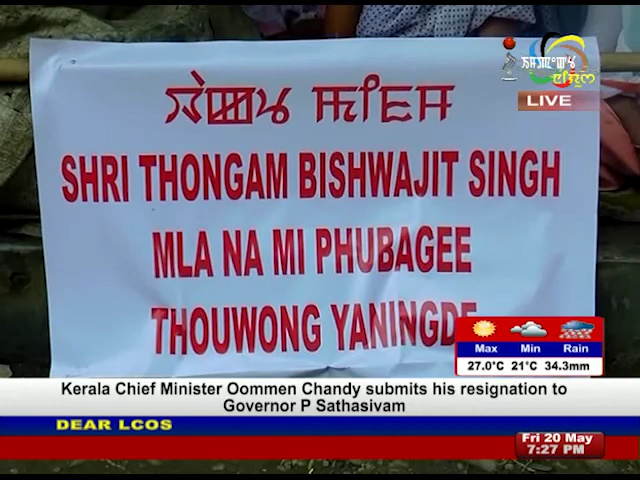 SHRI THONGAM BISHWAJIT SINGH
MLA NA MI PHUBAGEE
THOUWONG YANINGDE
LIVE
Max Min Rain
27.0°C 21°C 34.3mm
Kerala Chief Minister Oommen Chandy submits his resignation to
Governor P Sathasivam
DEAR LCOS
Fri 20 May
7:27 PM